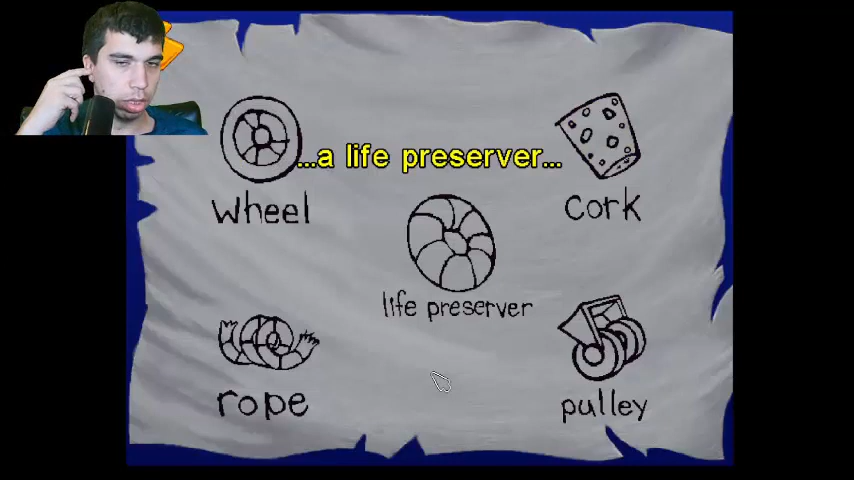 ...a life preserver...
wheel
cork
life preserver
rope
pulley